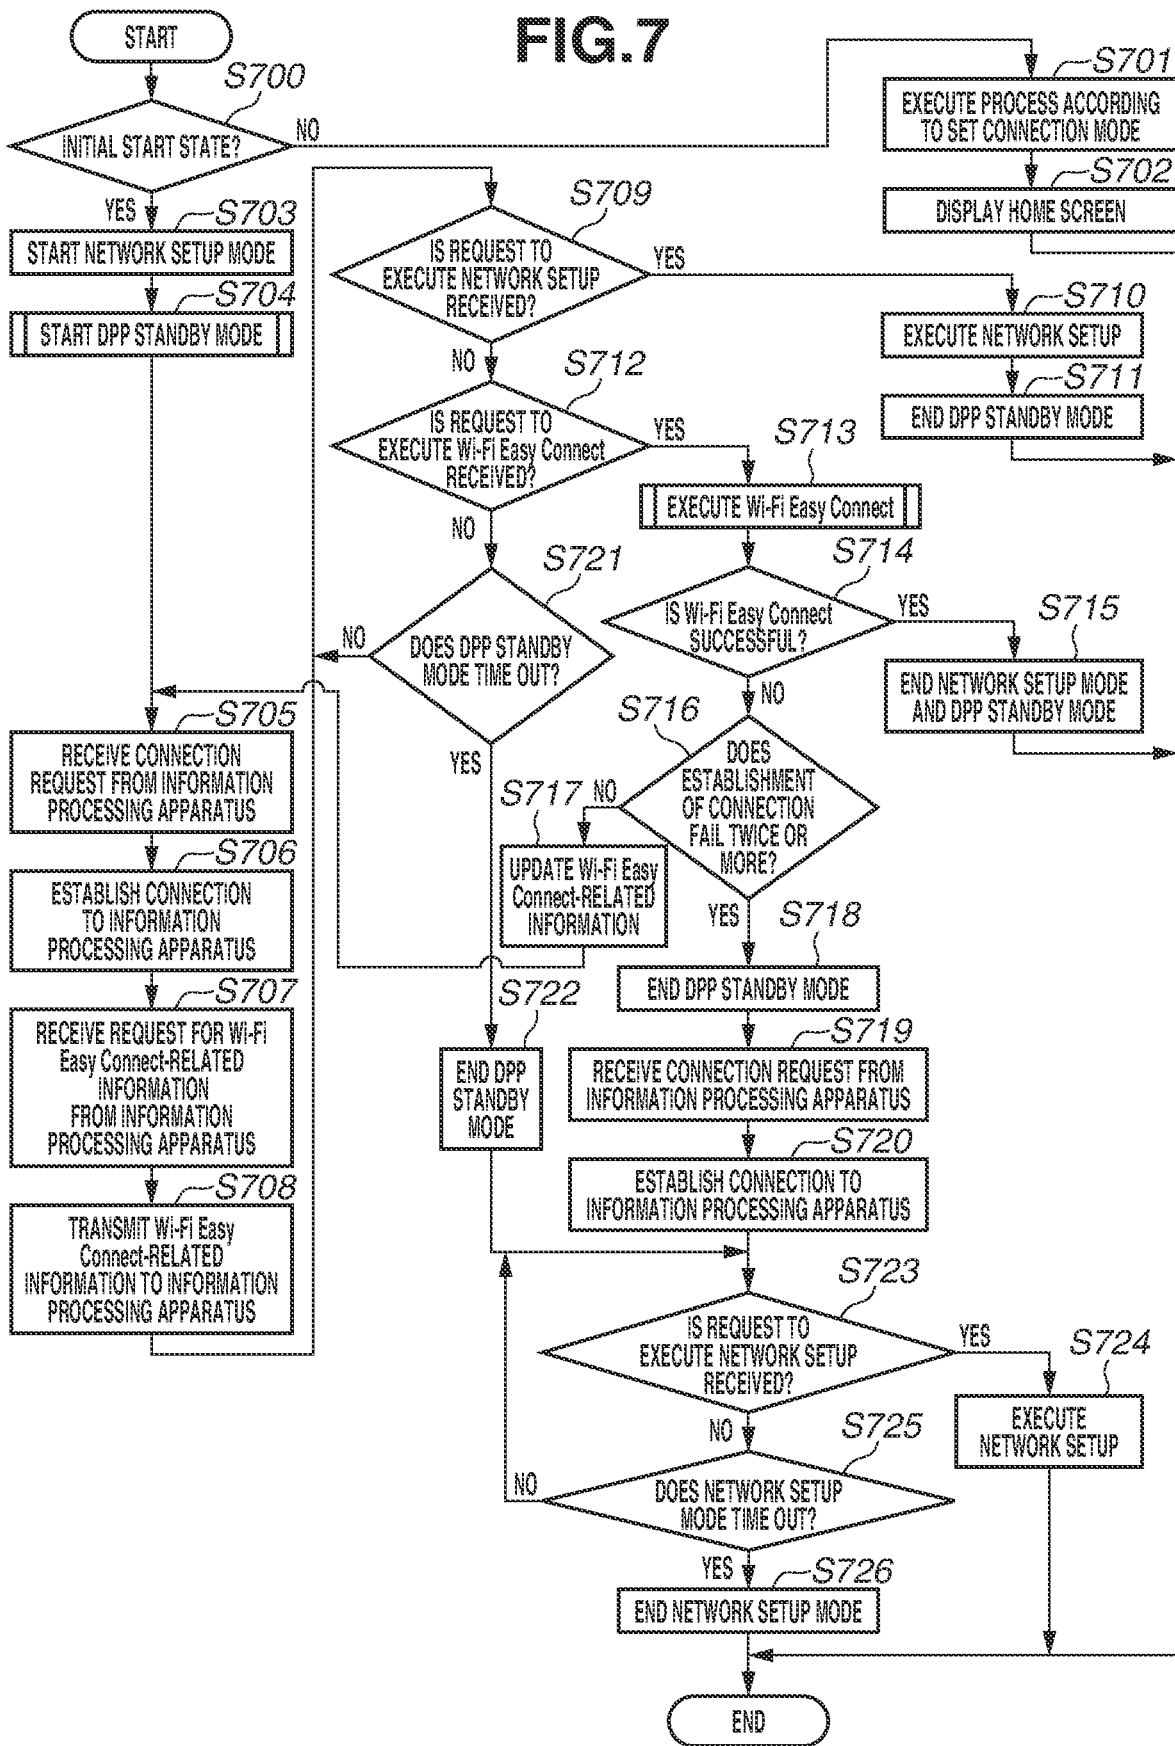 FIG.7
START
S700
INITIAL START STATE?
NO
YES
S701
EXECUTE PROCESS ACCORDING
TO SET CONNECTION MODE
S702
DISPLAY HOME SCREEN
S703
START NETWORK SETUP MODE
S704
START DPP STANDBY MODE
S705
RECEIVE CONNECTION
REQUEST FROM INFORMATION
PROCESSING APPARATUS
S706
ESTABLISH CONNECTION
TO INFORMATION
PROCESSING APPARATUS
S707
RECEIVE REQUEST FOR Wi-Fi
Easy Connect-RELATED
INFORMATION
FROM INFORMATION
PROCESSING APPARATUS
S708
TRANSMIT Wi-Fi Easy
Connect-RELATED
INFORMATION TO INFORMATION
PROCESSING APPARATUS
S709
IS REQUEST TO
EXECUTE NETWORK SETUP
RECEIVED?
YES
NO
S710
EXECUTE NETWORK SETUP
S711
END DPP STANDBY MODE
S712
IS REQUEST TO
EXECUTE Wi-Fi Easy Connect
RECEIVED?
YES
NO
S713
EXECUTE Wi-Fi Easy Connect
S714
IS Wi-Fi Easy Connect
SUCCESSFUL?
YES
NO
S715
END NETWORK SETUP MODE
AND DPP STANDBY MODE
S716
DOES
ESTABLISHMENT
OF CONNECTION
FAIL TWICE OR
MORE?
NO
YES
S717
UPDATE Wi-Fi Easy
Connect-RELATED
INFORMATION
S718
END DPP STANDBY MODE
S719
RECEIVE CONNECTION REQUEST FROM
INFORMATION PROCESSING APPARATUS
S720
ESTABLISH CONNECTION TO
INFORMATION PROCESSING APPARATUS
S721
DOES DPP STANDBY
MODE TIME OUT?
NO
YES
S722
END DPP
STANDBY
MODE
S723
IS REQUEST TO
EXECUTE NETWORK SETUP
RECEIVED?
YES
NO
S724
EXECUTE
NETWORK SETUP
S725
DOES NETWORK SETUP
MODE TIME OUT?
NO
YES
S726
END NETWORK SETUP MODE
END